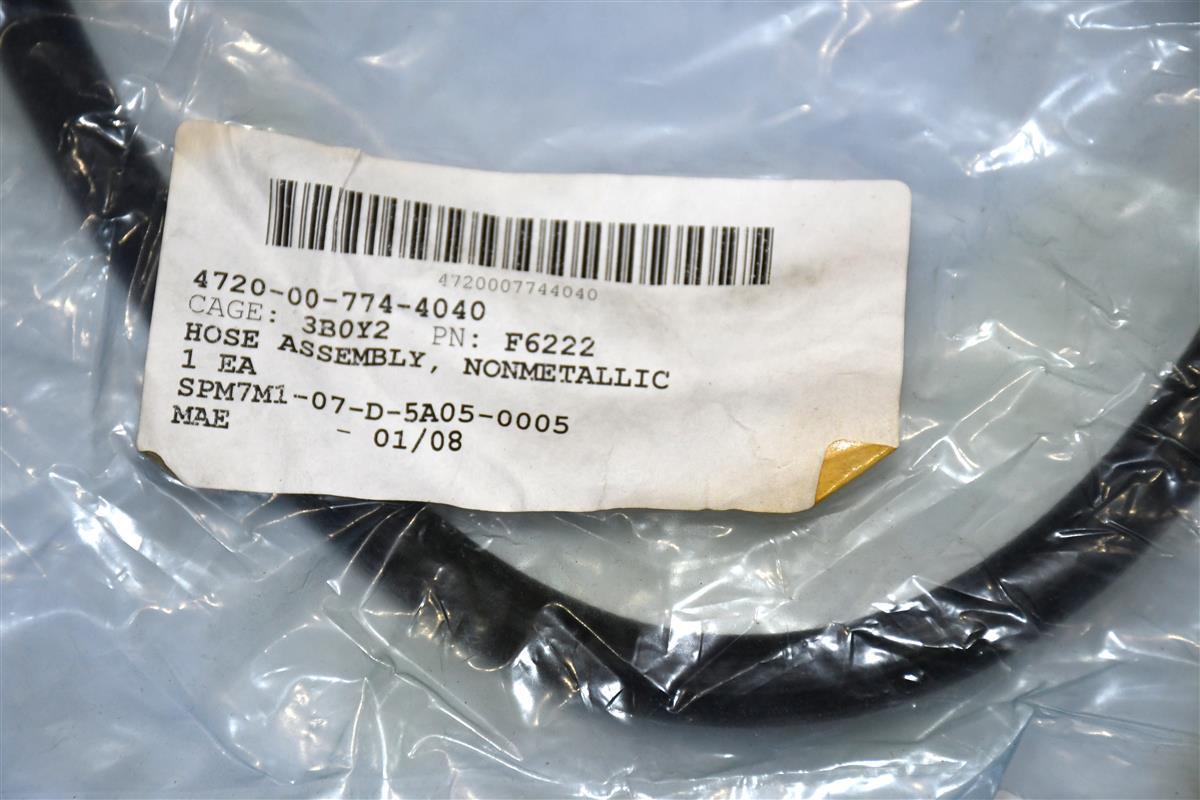 4720007744040
4720-00-774-4040
CAGE: 3B0Y2 PN: F6222
HOSE ASSEMBLY, NONMETALLIC
1 EA
SPM7M1-07-D-5A05-0005
MAE - 01/08